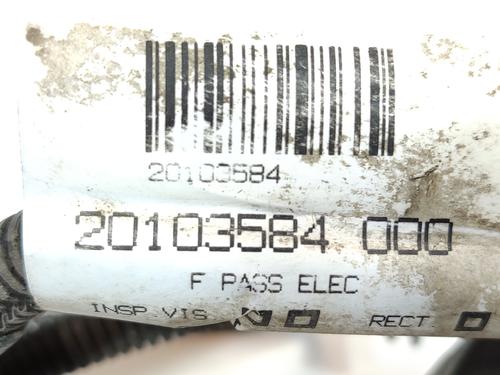 20103584
20103584 000
F PASS ELEC
INSP VIS RECT